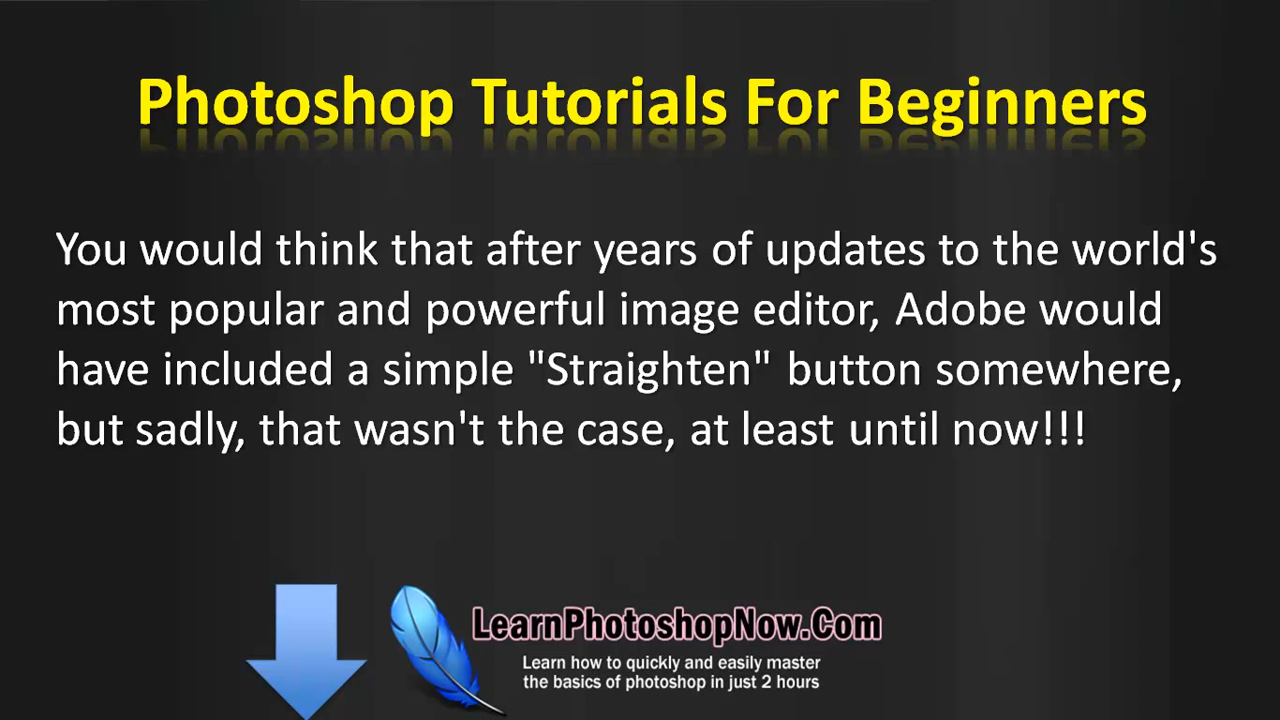 Photoshop Tutorials For Beginners
You would think that after years of updates to the world's
most popular and powerful image editor, Adobe would
have included a simple "Straighten" button somewhere,
but sadly, that wasn't the case, at least until now!!!
LearnPhotoshopNow.Com
Learn how to quickly and easily master
the basics of photoshop in just 2 hours